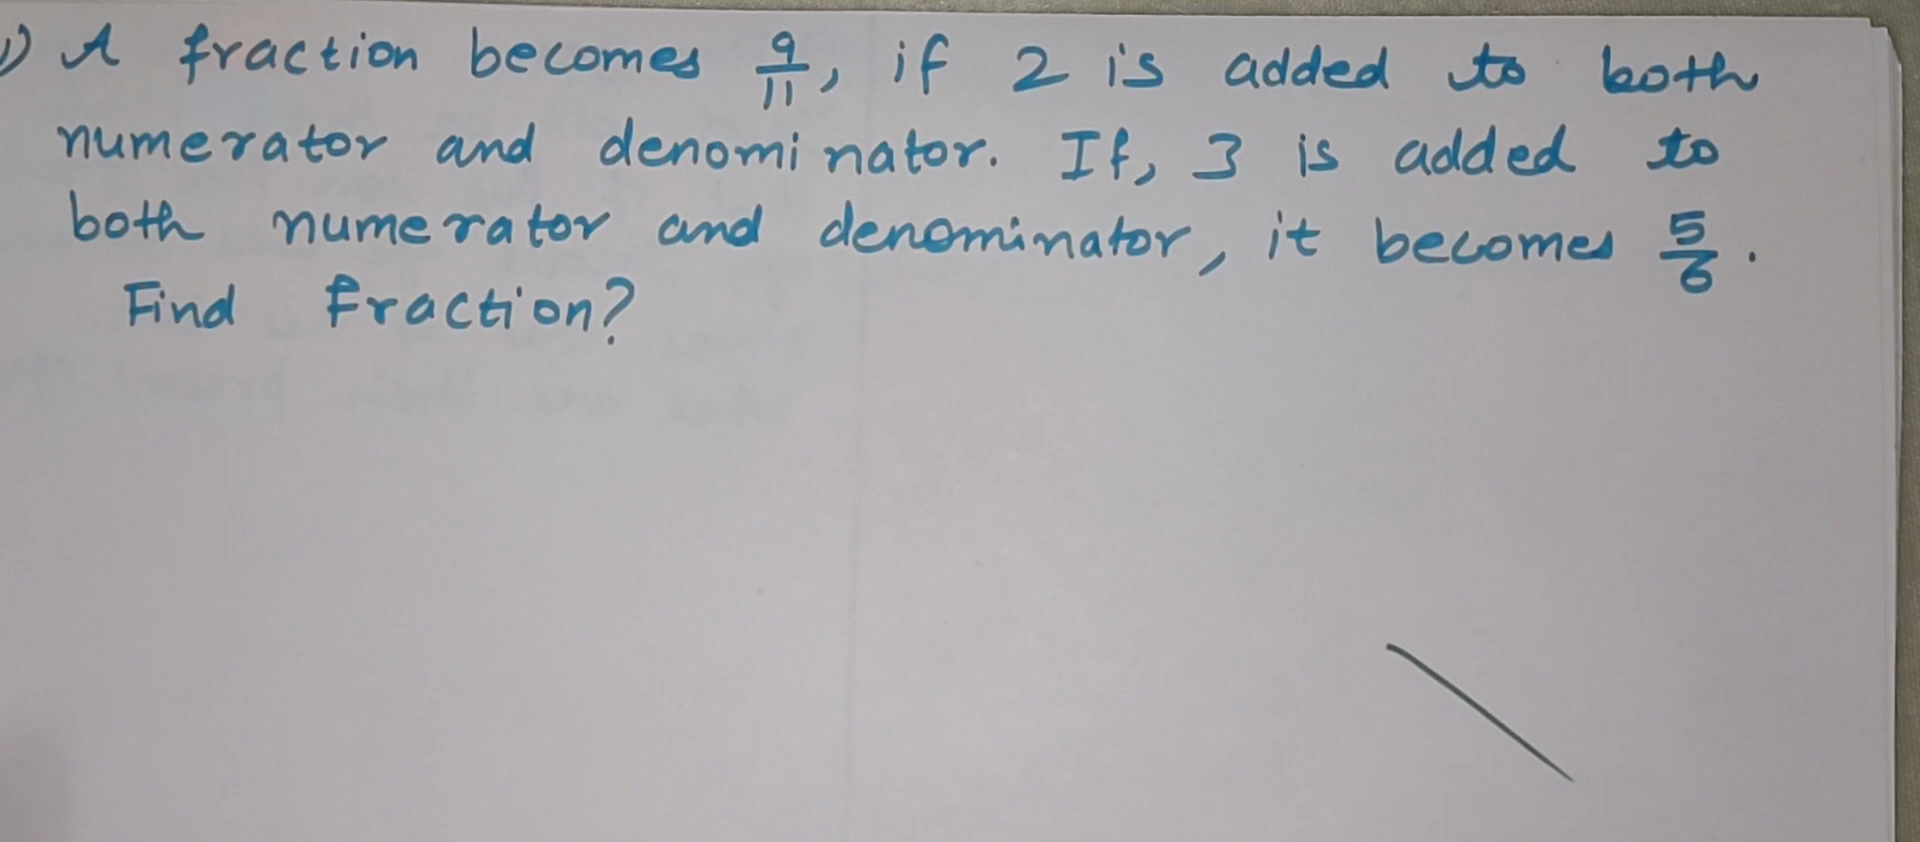 1) A fraction becomes 9/11, if 2 is added to both
numerator and denominator. If, 3 is added to
both numerator and denominator, it becomes 5/6.
Find fraction?